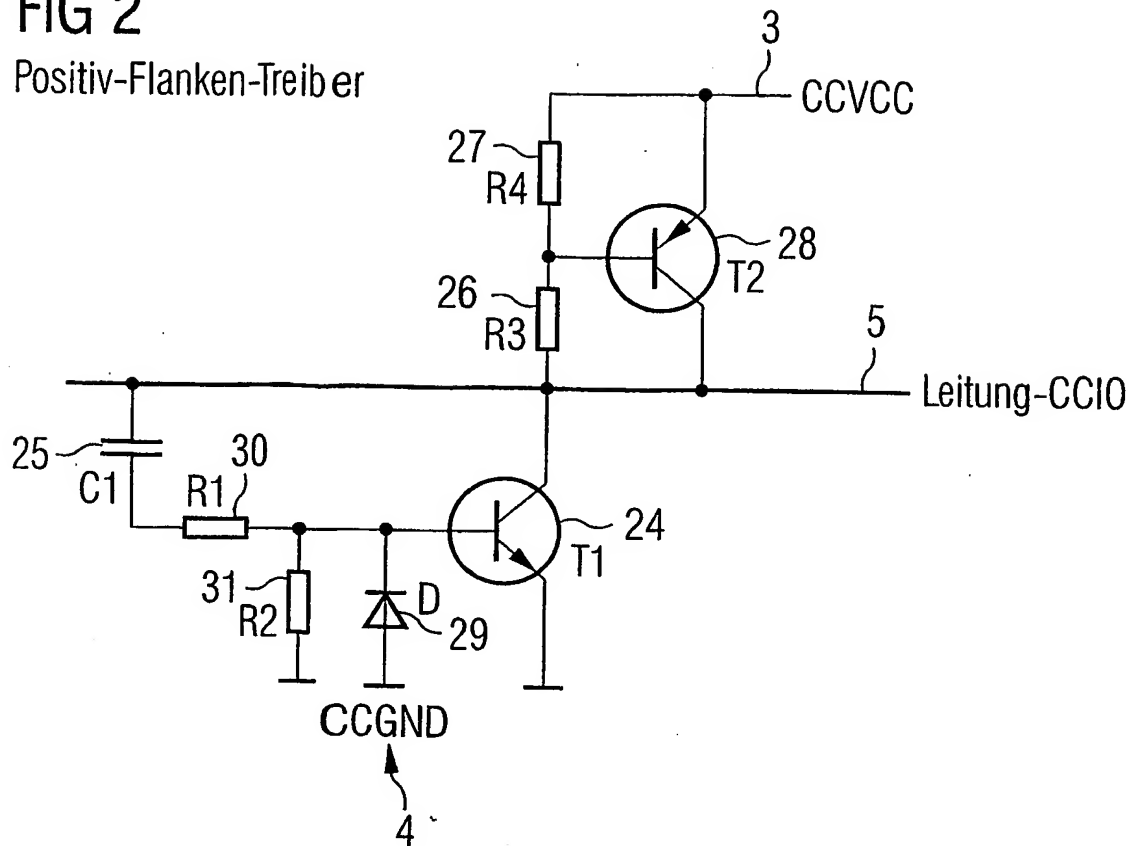 FIG 2
Positiv-Flanken-Treiber
3
CCVCC
27
R4
28
T2
26
R3
5
Leitung-CCIO
25
C1
30
R1
24
T1
31
R2
D
29
CCGND
4